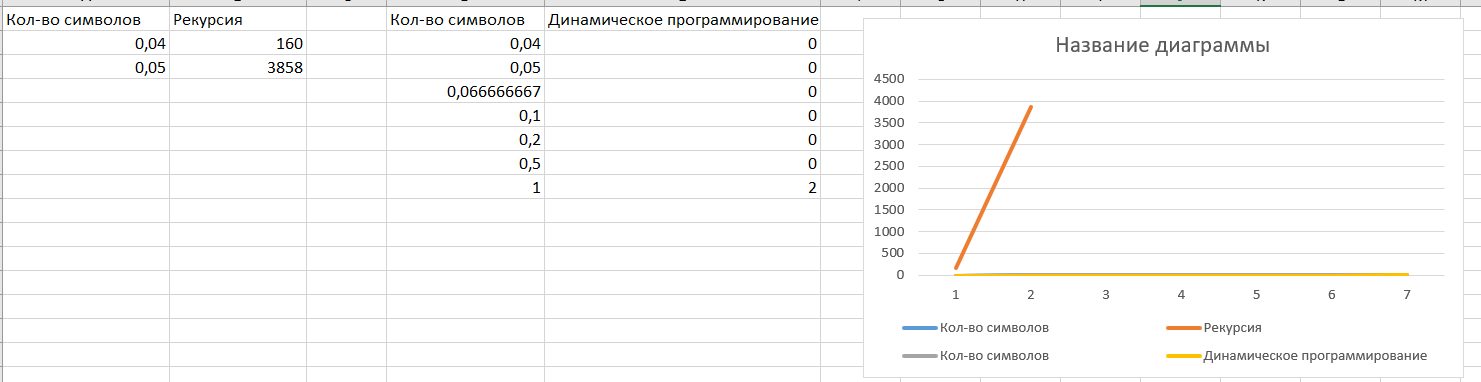 Кол-во символов Рекурсия Кол-во символов Динамическое программирование
0,04 160 0,04 0
0,05 3858 0,05 0
0,066666667 0
0,1 0
0,2 0
0,5 0
1 2
Название диаграммы
4500
4000
3500
3000
2500
2000
1500
1000
500
0
1 2 3 4 5 6 7
Кол-во символов Рекурсия
Кол-во символов Динамическое программирование